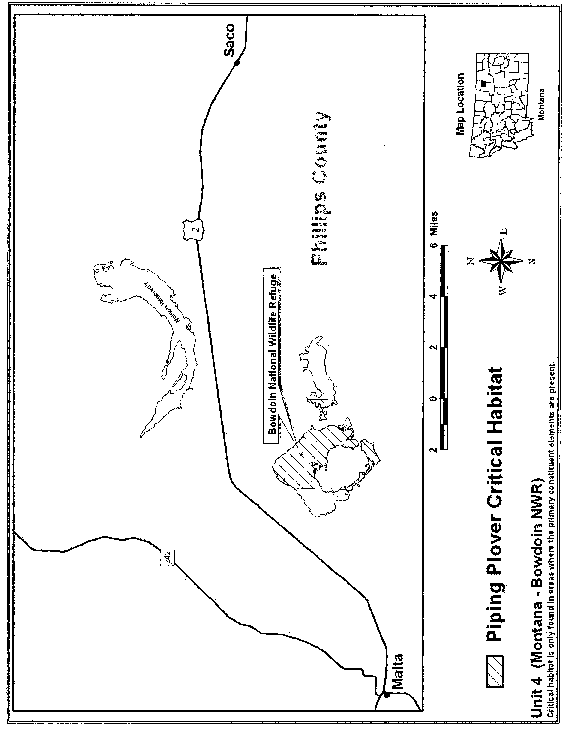 Saco
2
Phillips County
Bowdoin National Wildlife Refuge
Malta
Map Location
Montana
N
W
S
2 0 2 4 6 Miles
Piping Plover Critical Habitat
Unit 4 (Montana - Bowdoin NWR)
Critical habitat is only found in areas where the primary constituent elements are present.